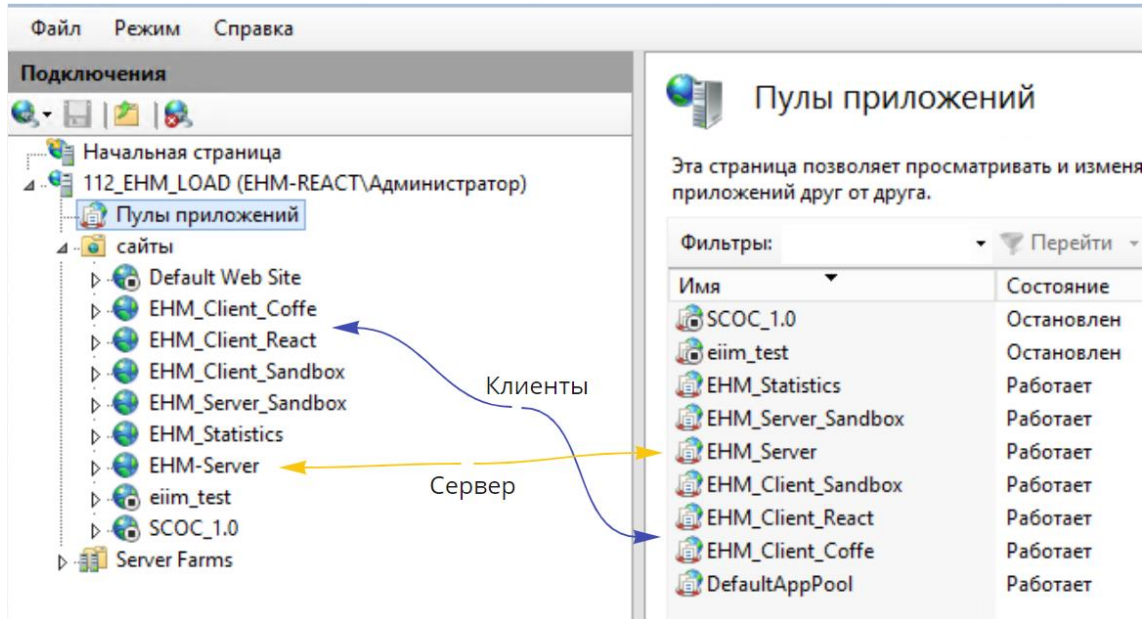 Файл Режим Справка
Подключения
Начальная страница
112_EHM_LOAD (EHM-REACT\Администратор)
Пулы приложений
сайты
Default Web Site
EHM_Client_Coffe
EHM_Client_React
EHM_Client_Sandbox
EHM_Server_Sandbox
EHM_Statistics
EHM-Server
eiim_test
SCOC_1.0
Server Farms
Клиенты
Сервер
Пулы приложений
Эта страница позволяет просматривать и изменя
приложений друг от друга.
Фильтры: Перейти
Имя Состояние
SCOC_1.0 Остановлен
eiim_test Остановлен
EHM_Statistics Работает
EHM_Server_Sandbox Работает
EHM_Server Работает
EHM_Client_Sandbox Работает
EHM_Client_React Работает
EHM_Client_Coffe Работает
DefaultAppPool Работает